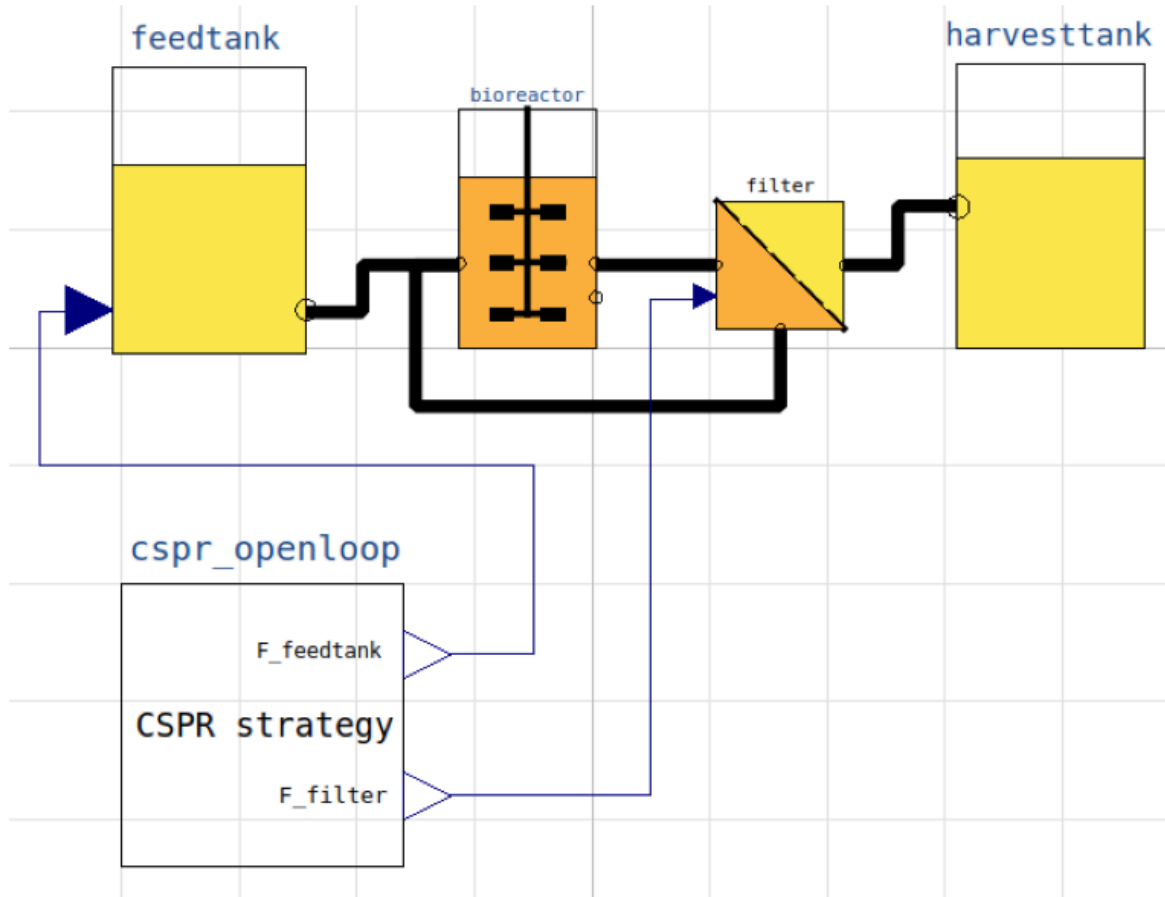 feedtank
harvesttank
bioreactor
filter
cspr_openloop
F_feedtank
CSPR strategy
F_filter